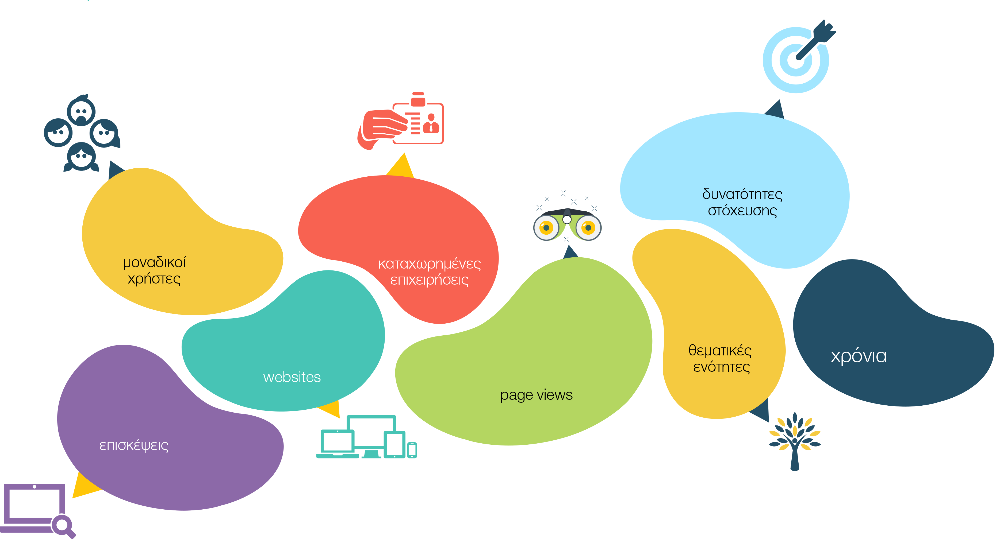 μοναδικοί
χρήστες
καταχωρημένες
επιχειρήσεις
δυνατότητες
στόχευσης
επισκέψεις
websites
page views
θεματικές
ενότητες
χρόνια